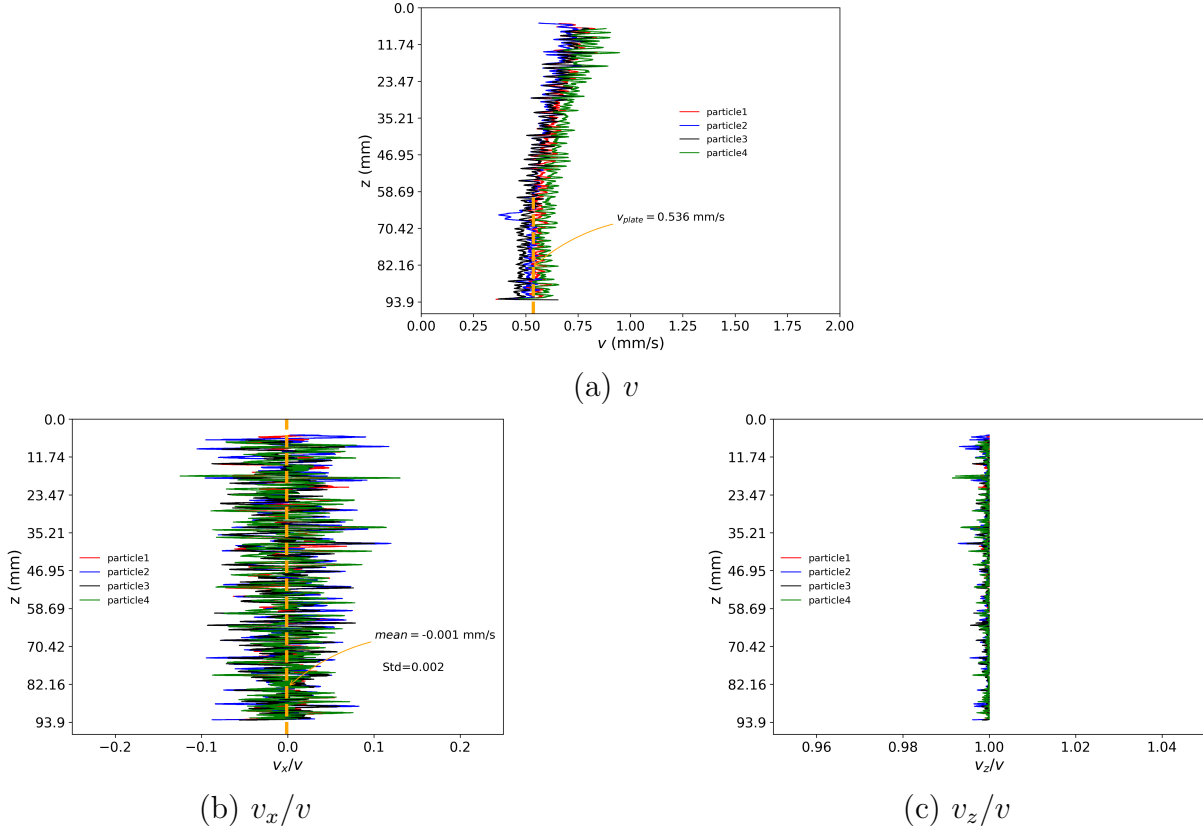 0.0
11.74
23.47
35.21
46.95
58.69
70.42
82.16
93.9
z (mm)
particle1
particle2
particle3
particle4
v_plate = 0.536 mm/s
0.00 0.25 0.50 0.75 1.00 1.25 1.50 1.75 2.00
v (mm/s)
(a) v
0.0
11.74
23.47
35.21
46.95
58.69
70.42
82.16
93.9
z (mm)
particle1
particle2
particle3
particle4
mean = -0.001 mm/s
Std=0.002
−0.2 −0.1 0.0 0.1 0.2
v_x/v
(b) v_x/v
0.0
11.74
23.47
35.21
46.95
58.69
70.42
82.16
93.9
z (mm)
particle1
particle2
particle3
particle4
0.96 0.98 1.00 1.02 1.04
v_z/v
(c) v_z/v